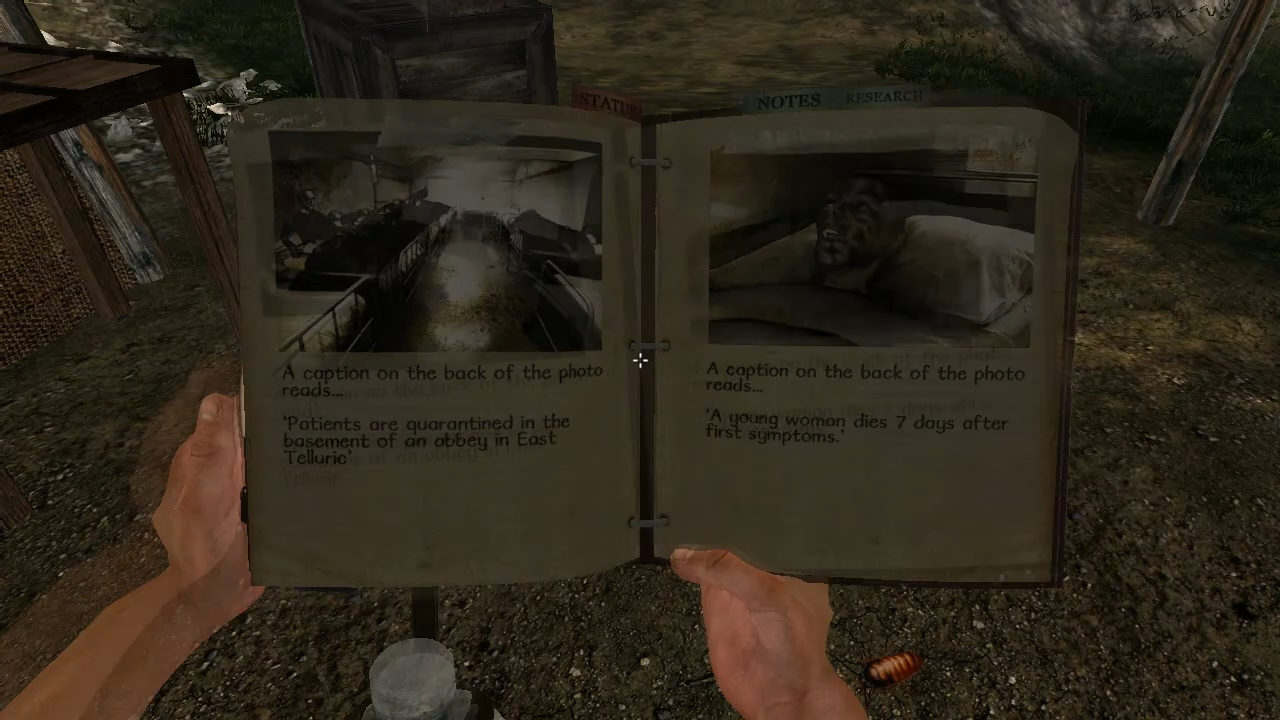 STATUS
NOTES RESEARCH
A caption on the back of the photo
reads...
'Patients are quarantined in the
basement of an abbey in East
Telluric'
A caption on the back of the photo
reads...
'A young woman dies 7 days after
first symptoms.'